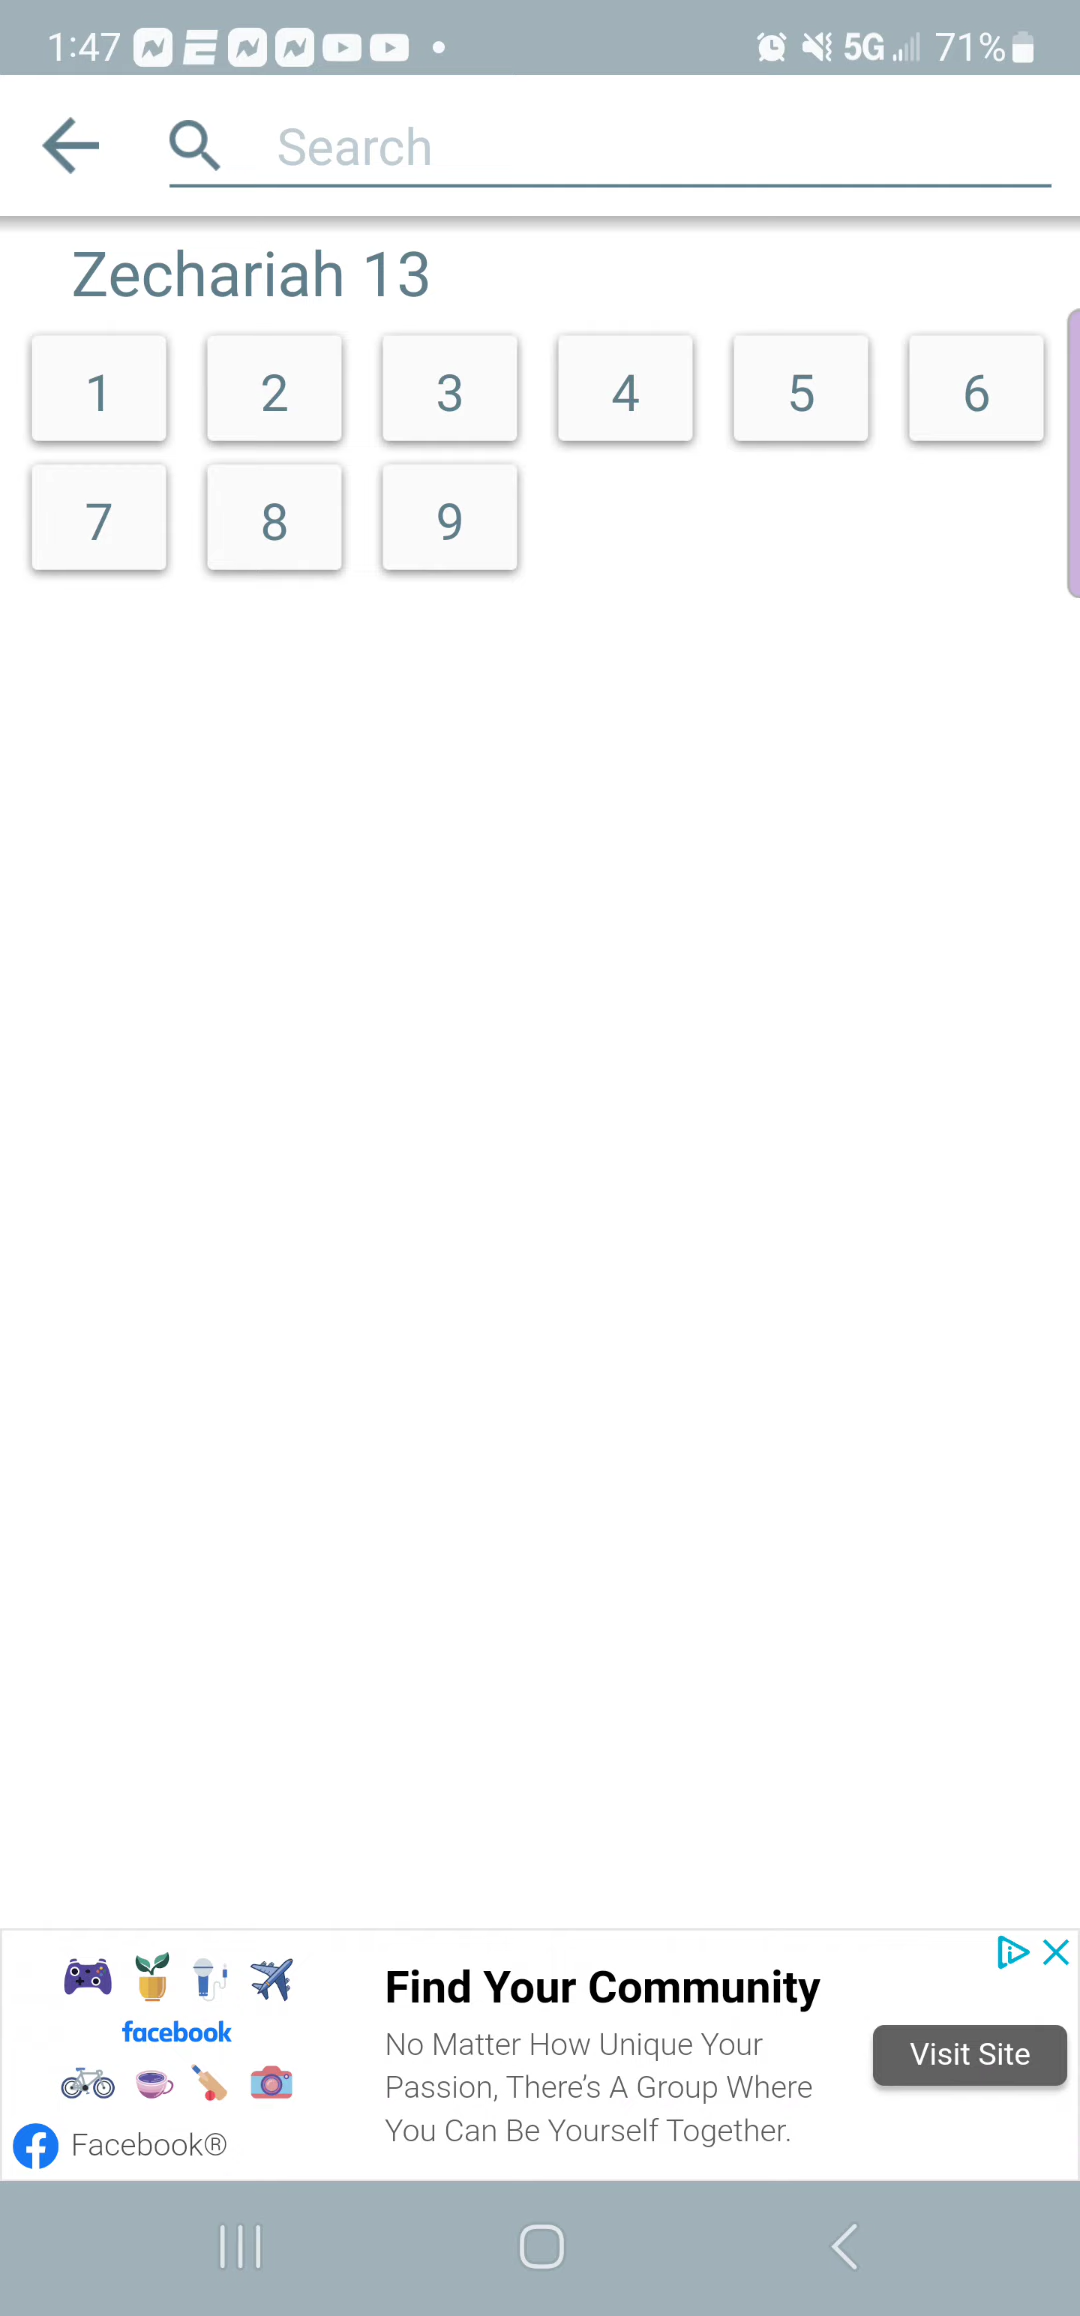 1:47 5G 71%
Search
Zechariah 13
1 2 3 4 5 6
7 8 9
Find Your Community
facebook
No Matter How Unique Your
Passion, There's A Group Where
You Can Be Yourself Together.
Visit Site
Facebook®